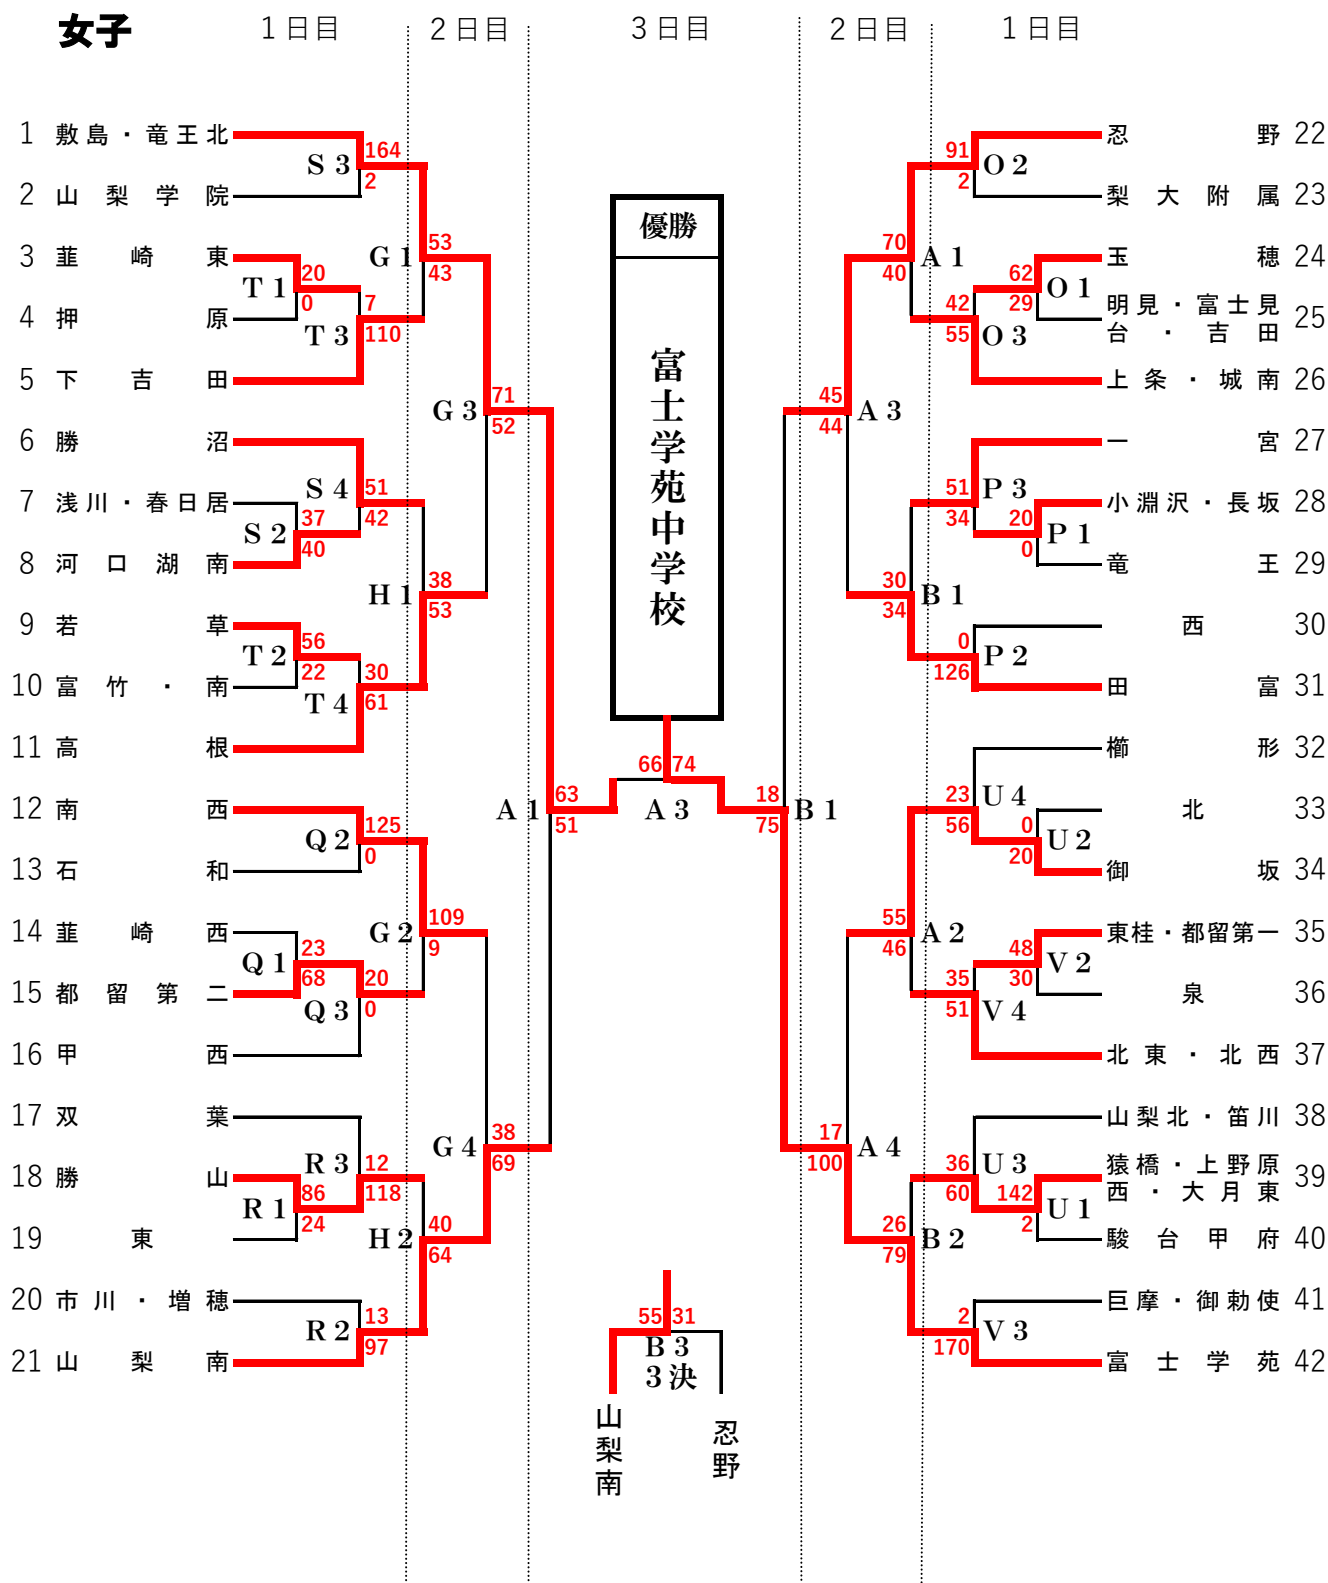 女子
1日目 2日目 3日目 2日目 1日目
優勝
富士学苑中学校
1 敷島・竜王北
2 山梨学院
3 韮崎東
4 押原
5 下吉田
6 勝沼
7 浅川・春日居
8 河口湖南
9 若草
10 富竹・南
11 高根
12 南西
13 石和
14 韮崎西
15 都留第二
16 甲西
17 双葉
18 勝山
19 東
20 市川・増穂
21 山梨南
S3 164 2
T1 20 0
T3 7 110
S4 51 42
S2 37 40
T2 56 22
T4 30 61
Q2 125 0
Q1 23 68
Q3 20 0
R3 12 118
R1 86 24
R2 13 97
G1 53 43
H1 38 53
G2 109 9
H2 40 64
G3 71 52
G4 38 69
A1 63 51
66 74
A3
18 75 B1
45 44 A3
17 100 A4
70 40 A1
30 34 B1
55 46 A2
26 79 B2
91 2 O2
62 29 O1
42 55 O3
51 34 P3
20 0 P1
0 126 P2
23 56 U4
0 20 U2
48 30 V2
35 51 V4
36 60 U3
142 2 U1
2 170 V3
忍野 22
梨大附属 23
玉穂 24
明見・富士見
台・吉田 25
上条・城南 26
一宮 27
小淵沢・長坂 28
竜王 29
西 30
田富 31
櫛形 32
北 33
御坂 34
東桂・都留第一 35
泉 36
北東・北西 37
山梨北・笛川 38
猿橋・上野原
西・大月東 39
駿台甲府 40
巨摩・御勅使 41
富士学苑 42
55 31
B3
3決
山梨南
忍野